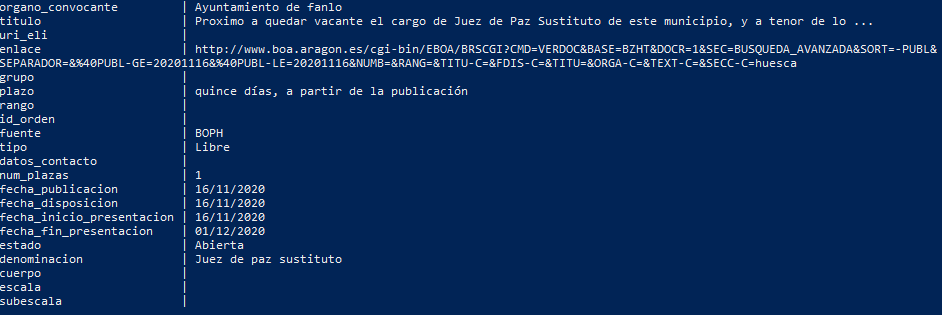 organo_convocante | Ayuntamiento de fanlo
titulo | Proximo a quedar vacante el cargo de Juez de Paz Sustituto de este municipio, y a tenor de lo ...
uri_eli |
enlace | http://www.boa.aragon.es/cgi-bin/EBOA/BRSCGI?CMD=VERDOC&BASE=BZHT&DOCR=1&SEC=BUSQUEDA_AVANZADA&SORT=-PUBL&
SEPARADOR=&%40PUBL-GE=20201116&%40PUBL-LE=20201116&NUMB=&RANG=&TITU-C=&FDIS-C=&TITU=&ORGA-C=&TEXT-C=&SECC-C=huesca
grupo |
plazo | quince días, a partir de la publicación
rango |
id_orden |
fuente | BOPH
tipo | Libre
datos_contacto |
num_plazas | 1
fecha_publicacion | 16/11/2020
fecha_disposicion | 16/11/2020
fecha_inicio_presentacion | 16/11/2020
fecha_fin_presentacion | 01/12/2020
estado | Abierta
denominacion | Juez de paz sustituto
cuerpo |
escala |
subescala |